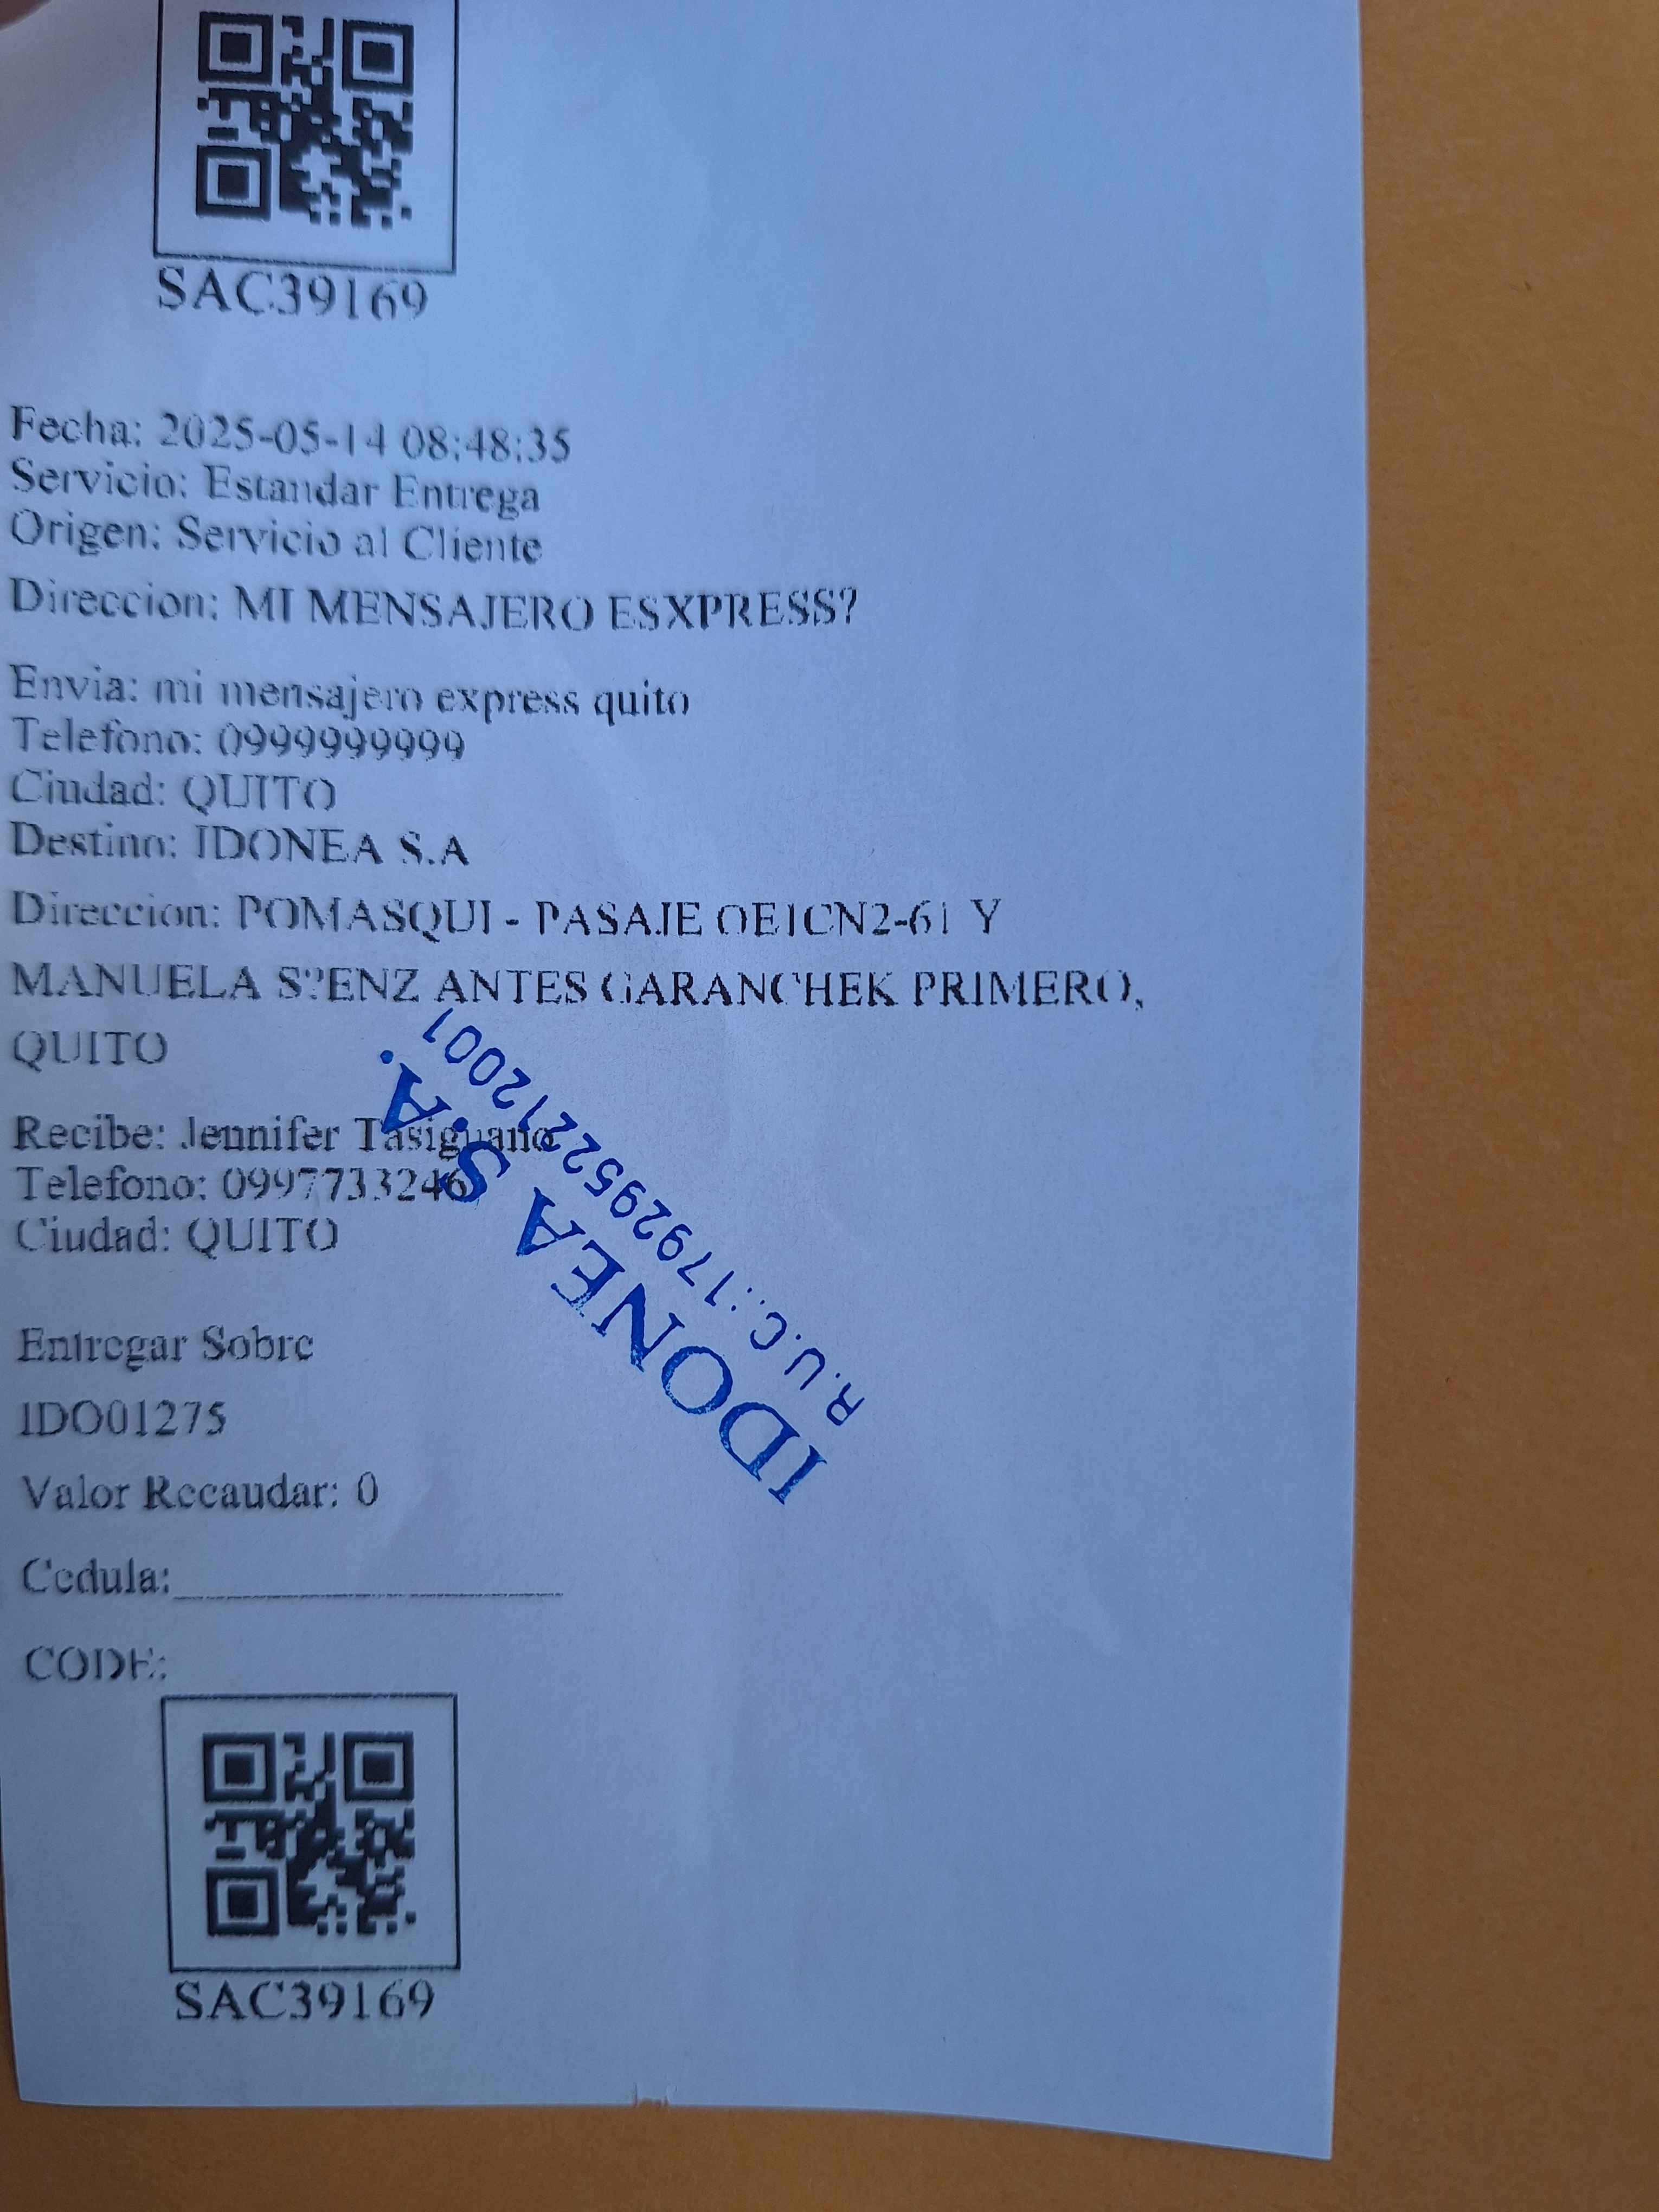 SAC39169
Fecha: 2025-05-14 08:48:35
Servicio: Estandar Entrega
Origen: Servicio al Cliente
Direccion: MI MENSAJERO ESXPRESS?
Envia: mi mensajero express quito
Telefono: 0999999999
Ciudad: QUITO
Destino: IDONEA S.A
Direccion: POMASQUI - PASAJE OE1CN2-61 Y
MANUELA S?ENZ ANTES GARANCHEK PRIMERO,
QUITO
Recibe: Jennifer Tasiguano
Telefono: 0997733246
Ciudad: QUITO
IDONEA S.A.
R.U.C.:1792952212001
Entregar Sobre
IDO01275
Valor Recaudar: 0
Cedula:
CODE:
SAC39169